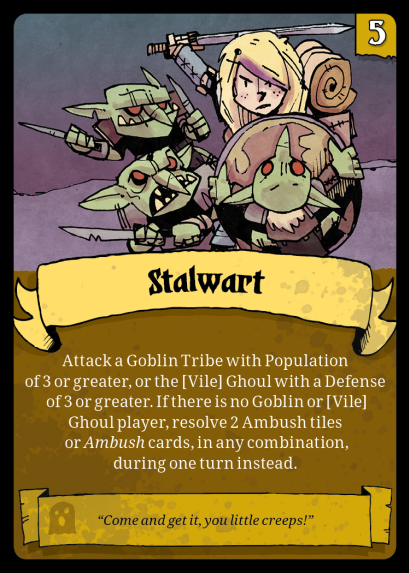 5
Stalwart
Attack a Goblin Tribe with Population
of 3 or greater, or the [Vile] Ghoul with a Defense
of 3 or greater. If there is no Goblin or [Vile]
Ghoul player, resolve 2 Ambush tiles
or Ambush cards, in any combination,
during one turn instead.
“Come and get it, you little creeps!”